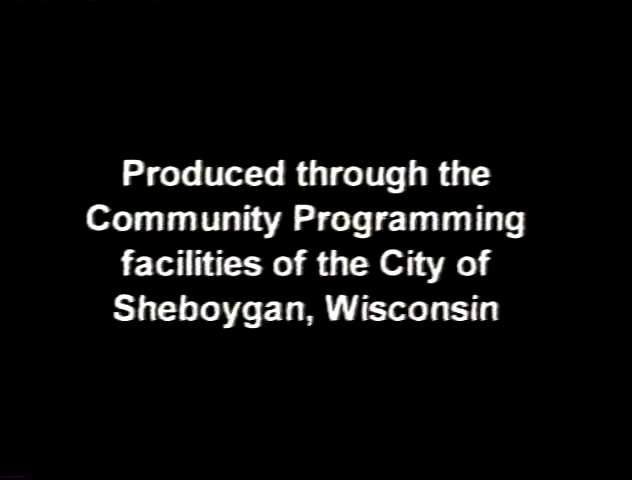 Produced through the
Community Programming
facilities of the City of
Sheboygan, Wisconsin